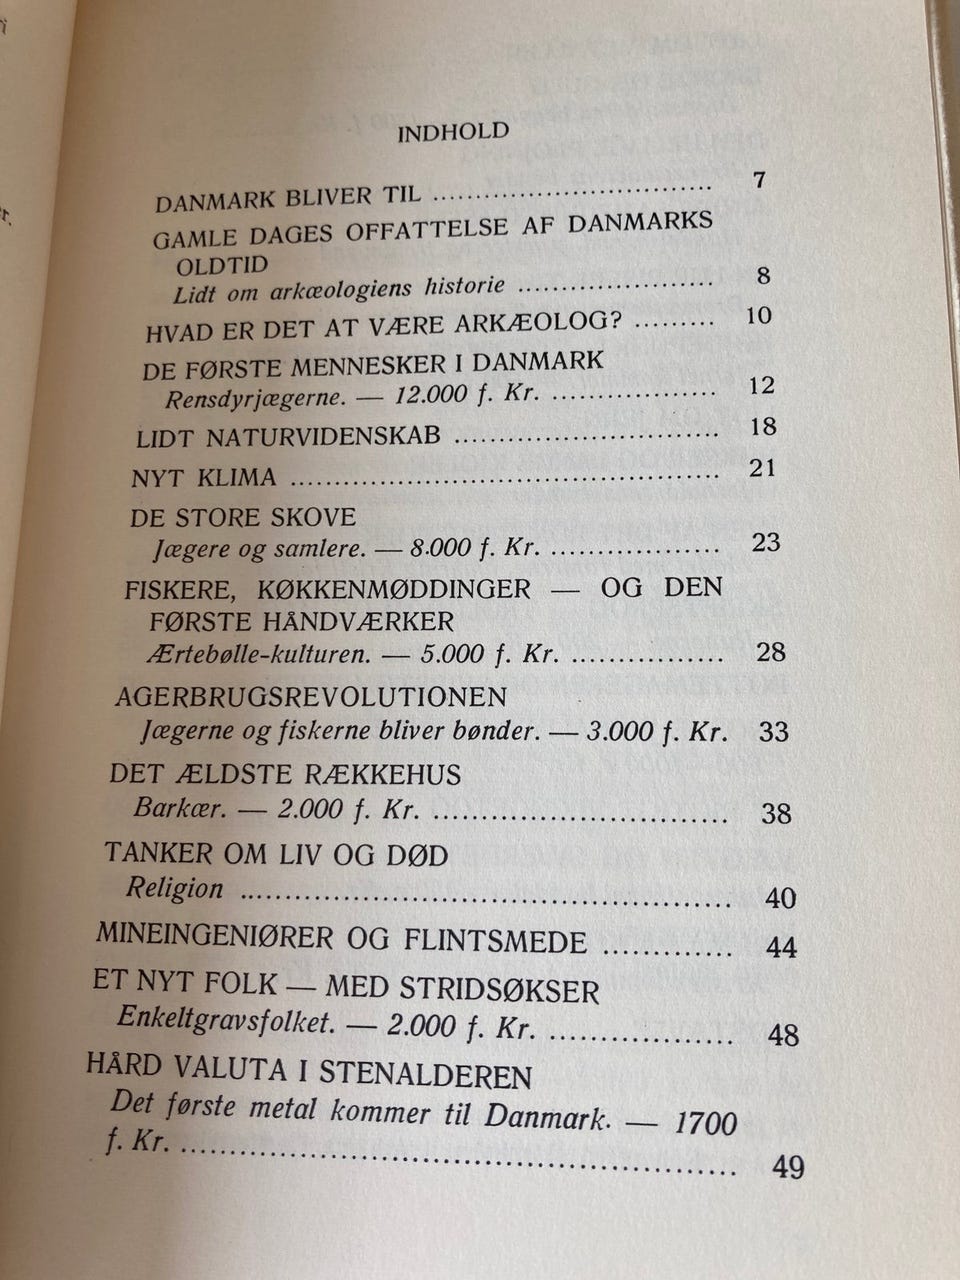 INDHOLD
DANMARK BLIVER TIL ............................... 7
GAMLE DAGES OFFATTELSE AF DANMARKS
OLDTID
Lidt om arkæologiens historie ...................... 8
HVAD ER DET AT VÆRE ARKÆOLOG? ......... 10
DE FØRSTE MENNESKER I DANMARK
Rensdyrjægerne. — 12.000 f. Kr. .................. 12
LIDT NATURVIDENSKAB ............................. 18
NYT KLIMA ............................................... 21
DE STORE SKOVE
Jægere og samlere. — 8.000 f. Kr. .................. 23
FISKERE, KØKKENMØDDINGER — OG DEN
FØRSTE HÅNDVÆRKER
Ærtebølle-kulturen. — 5.000 f. Kr. ................ 28
AGERBRUGSREVOLUTIONEN
Jægerne og fiskerne bliver bønder. — 3.000 f. Kr. 33
DET ÆLDSTE RÆKKEHUS
Barkær. — 2.000 f. Kr. .............................. 38
TANKER OM LIV OG DØD
Religion .................................................. 40
MINEINGENIØRER OG FLINTSMEDE ............. 44
ET NYT FOLK — MED STRIDSØKSER
Enkeltgravsfolket. — 2.000 f. Kr. ................... 48
HÅRD VALUTA I STENALDEREN
Det første metal kommer til Danmark. — 1700
f. Kr. ....................................................... 49